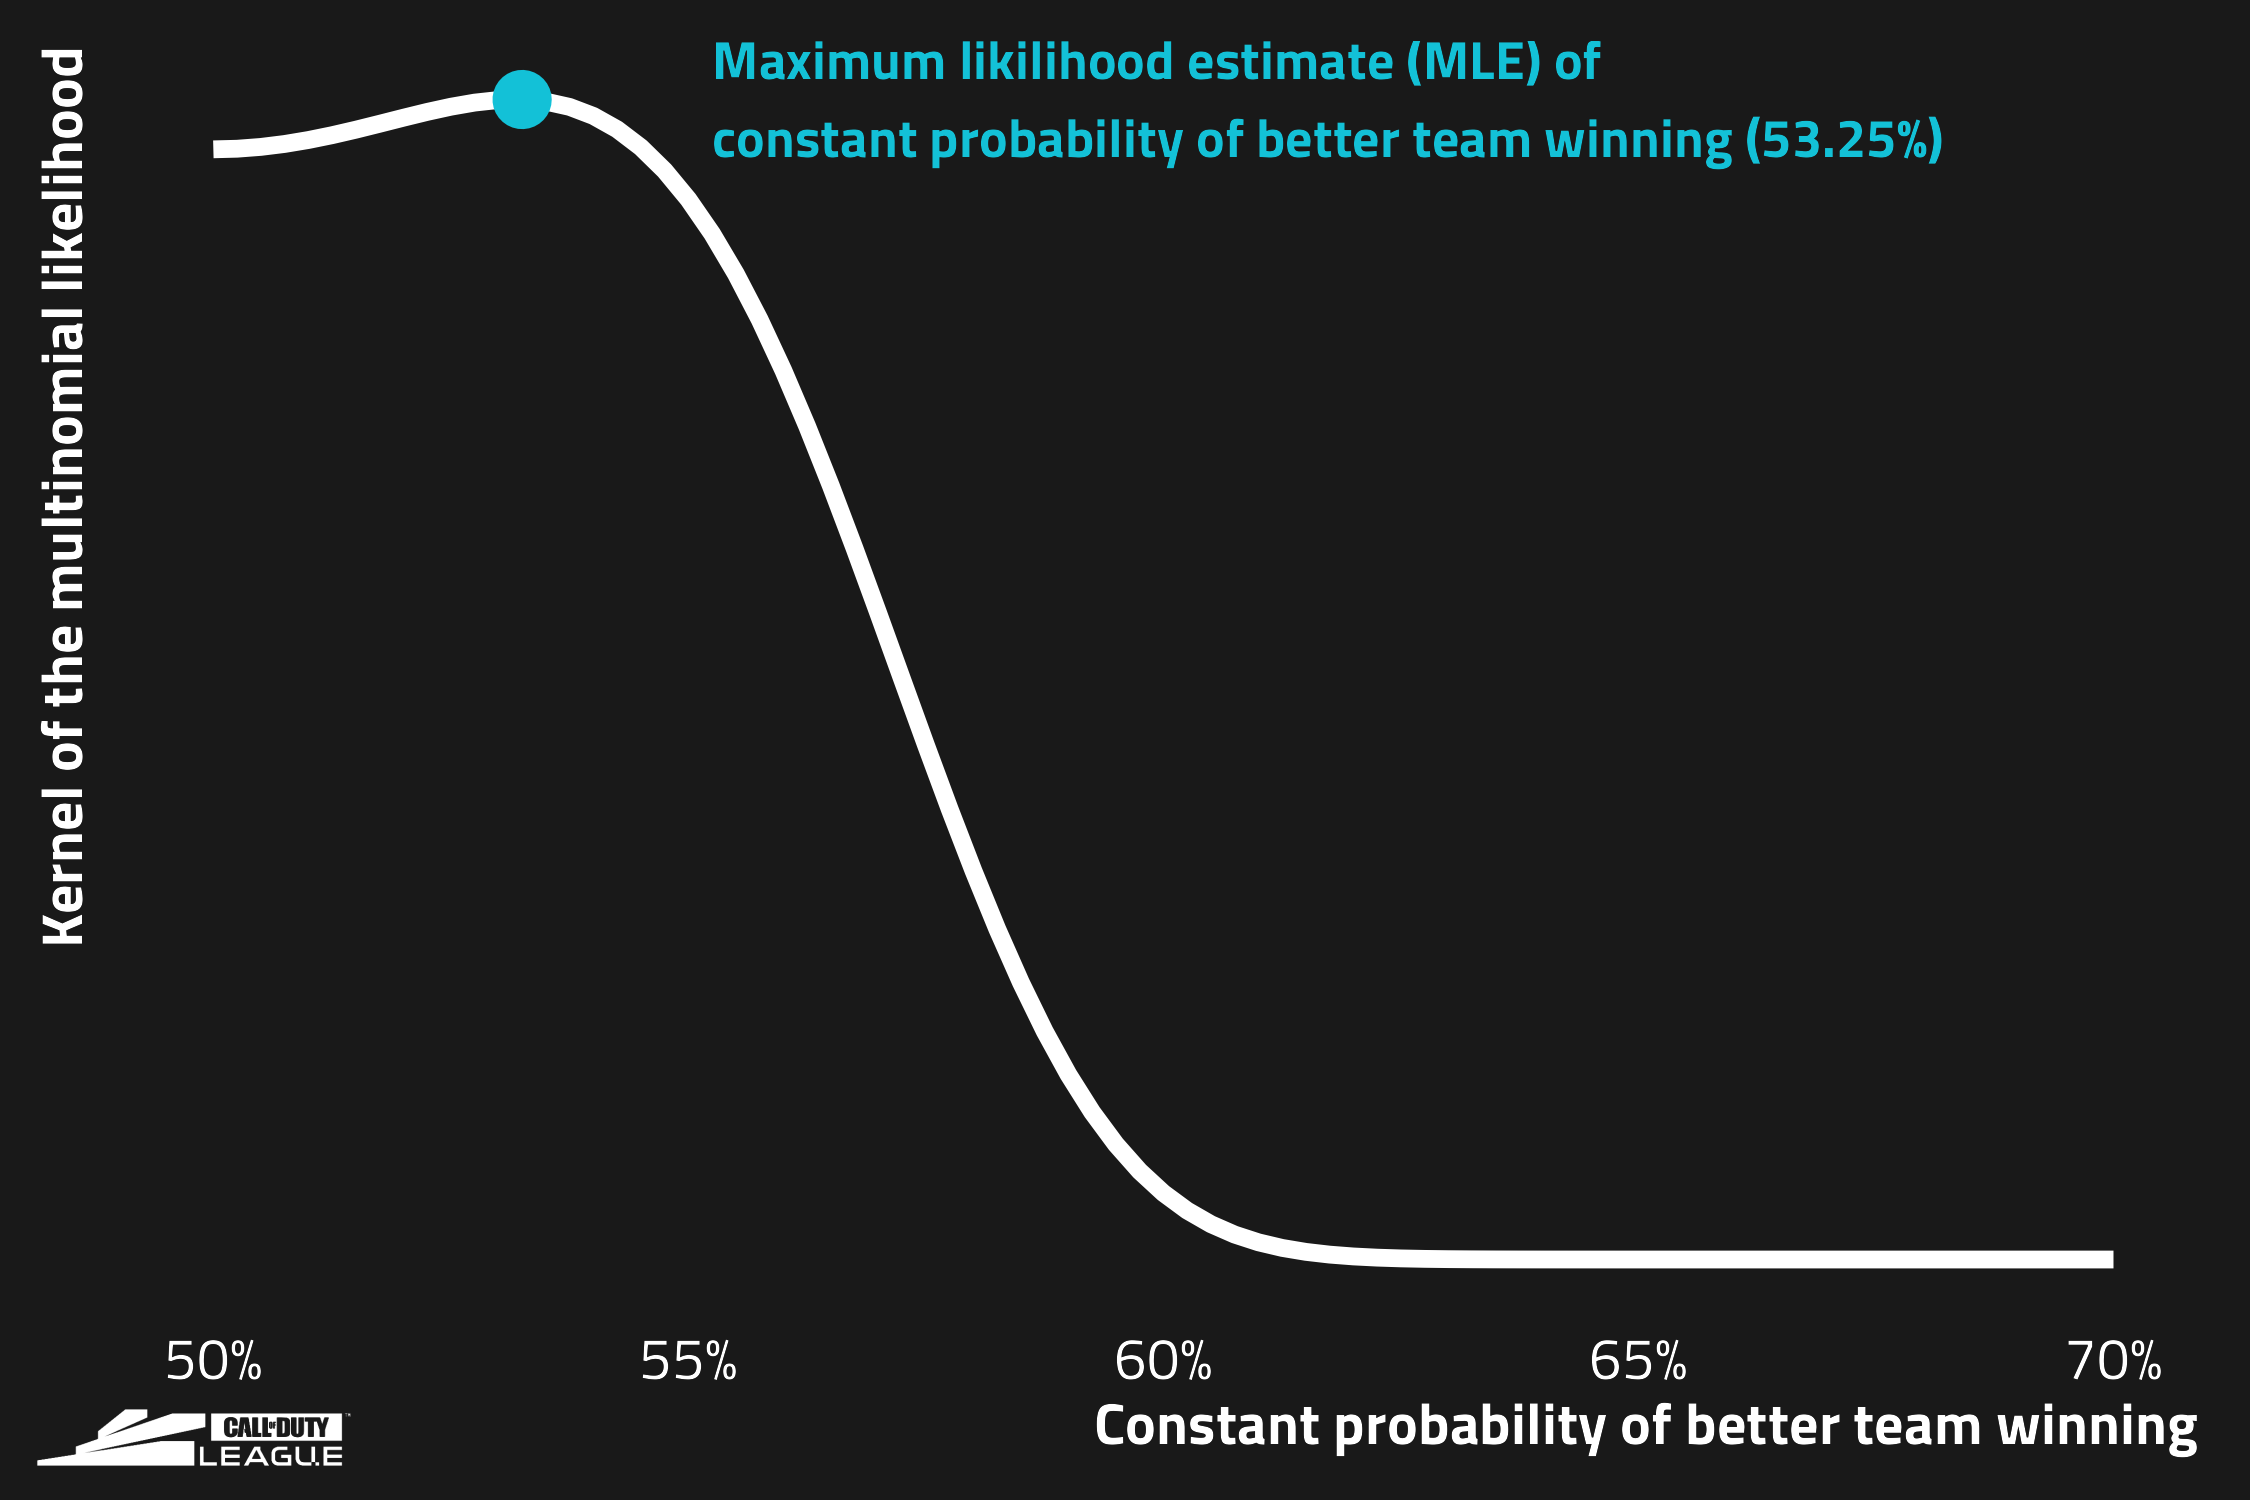 Maximum likilihood estimate (MLE) of
constant probability of better team winning (53.25%)
Kernel of the multinomial likelihood
50% 55% 60% 65% 70%
Constant probability of better team winning
CALL OF DUTY
LEAGUE